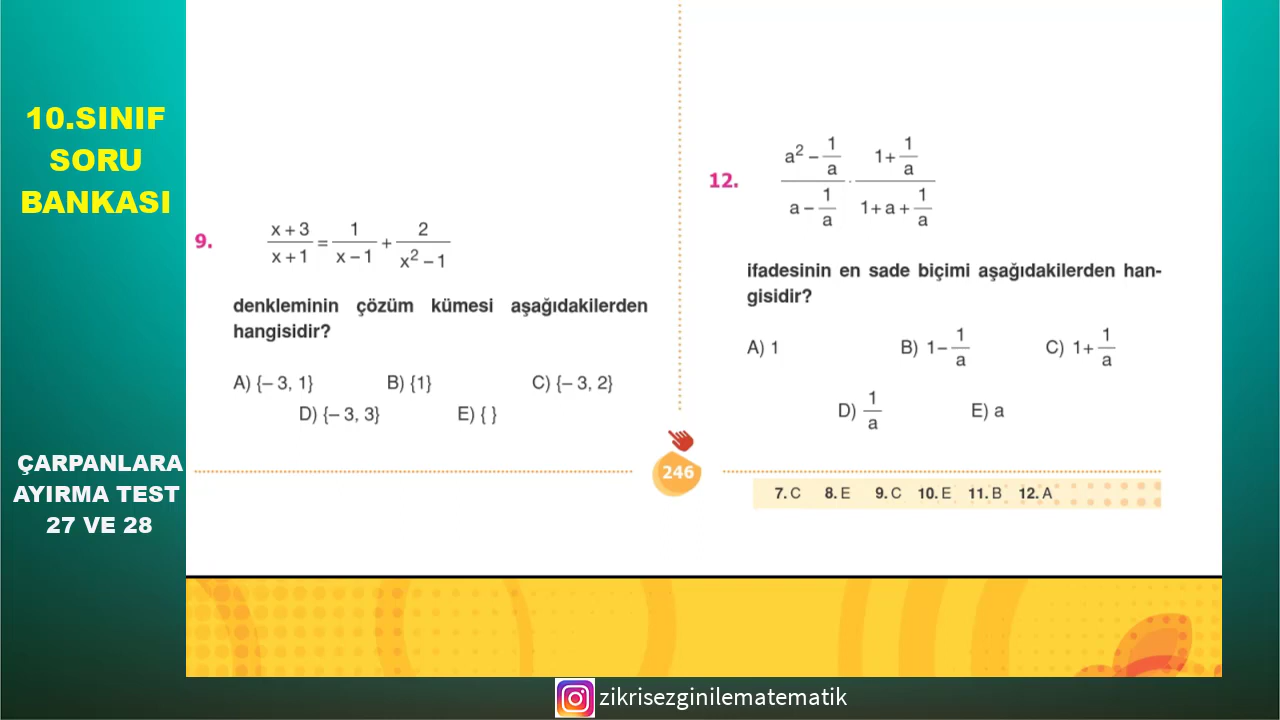 10.SINIF
SORU
BANKASI
ÇARPANLARA
AYIRMA TEST
27 VE 28
9. (x + 3)/(x + 1) = 1/(x – 1) + 2/(x² – 1)
denkleminin çözüm kümesi aşağıdakilerden
hangisidir?
A) {– 3, 1} B) {1} C) {– 3, 2}
D) {– 3, 3} E) { }
12. (a² – 1/a)/(a – 1/a) · (1+ 1/a)/(1+ a + 1/a)
ifadesinin en sade biçimi aşağıdakilerden han-
gisidir?
A) 1 B) 1– 1/a C) 1+ 1/a
D) 1/a E) a
246
7. C 8. E 9. C 10. E 11. B 12. A
zikrisezginilematematik